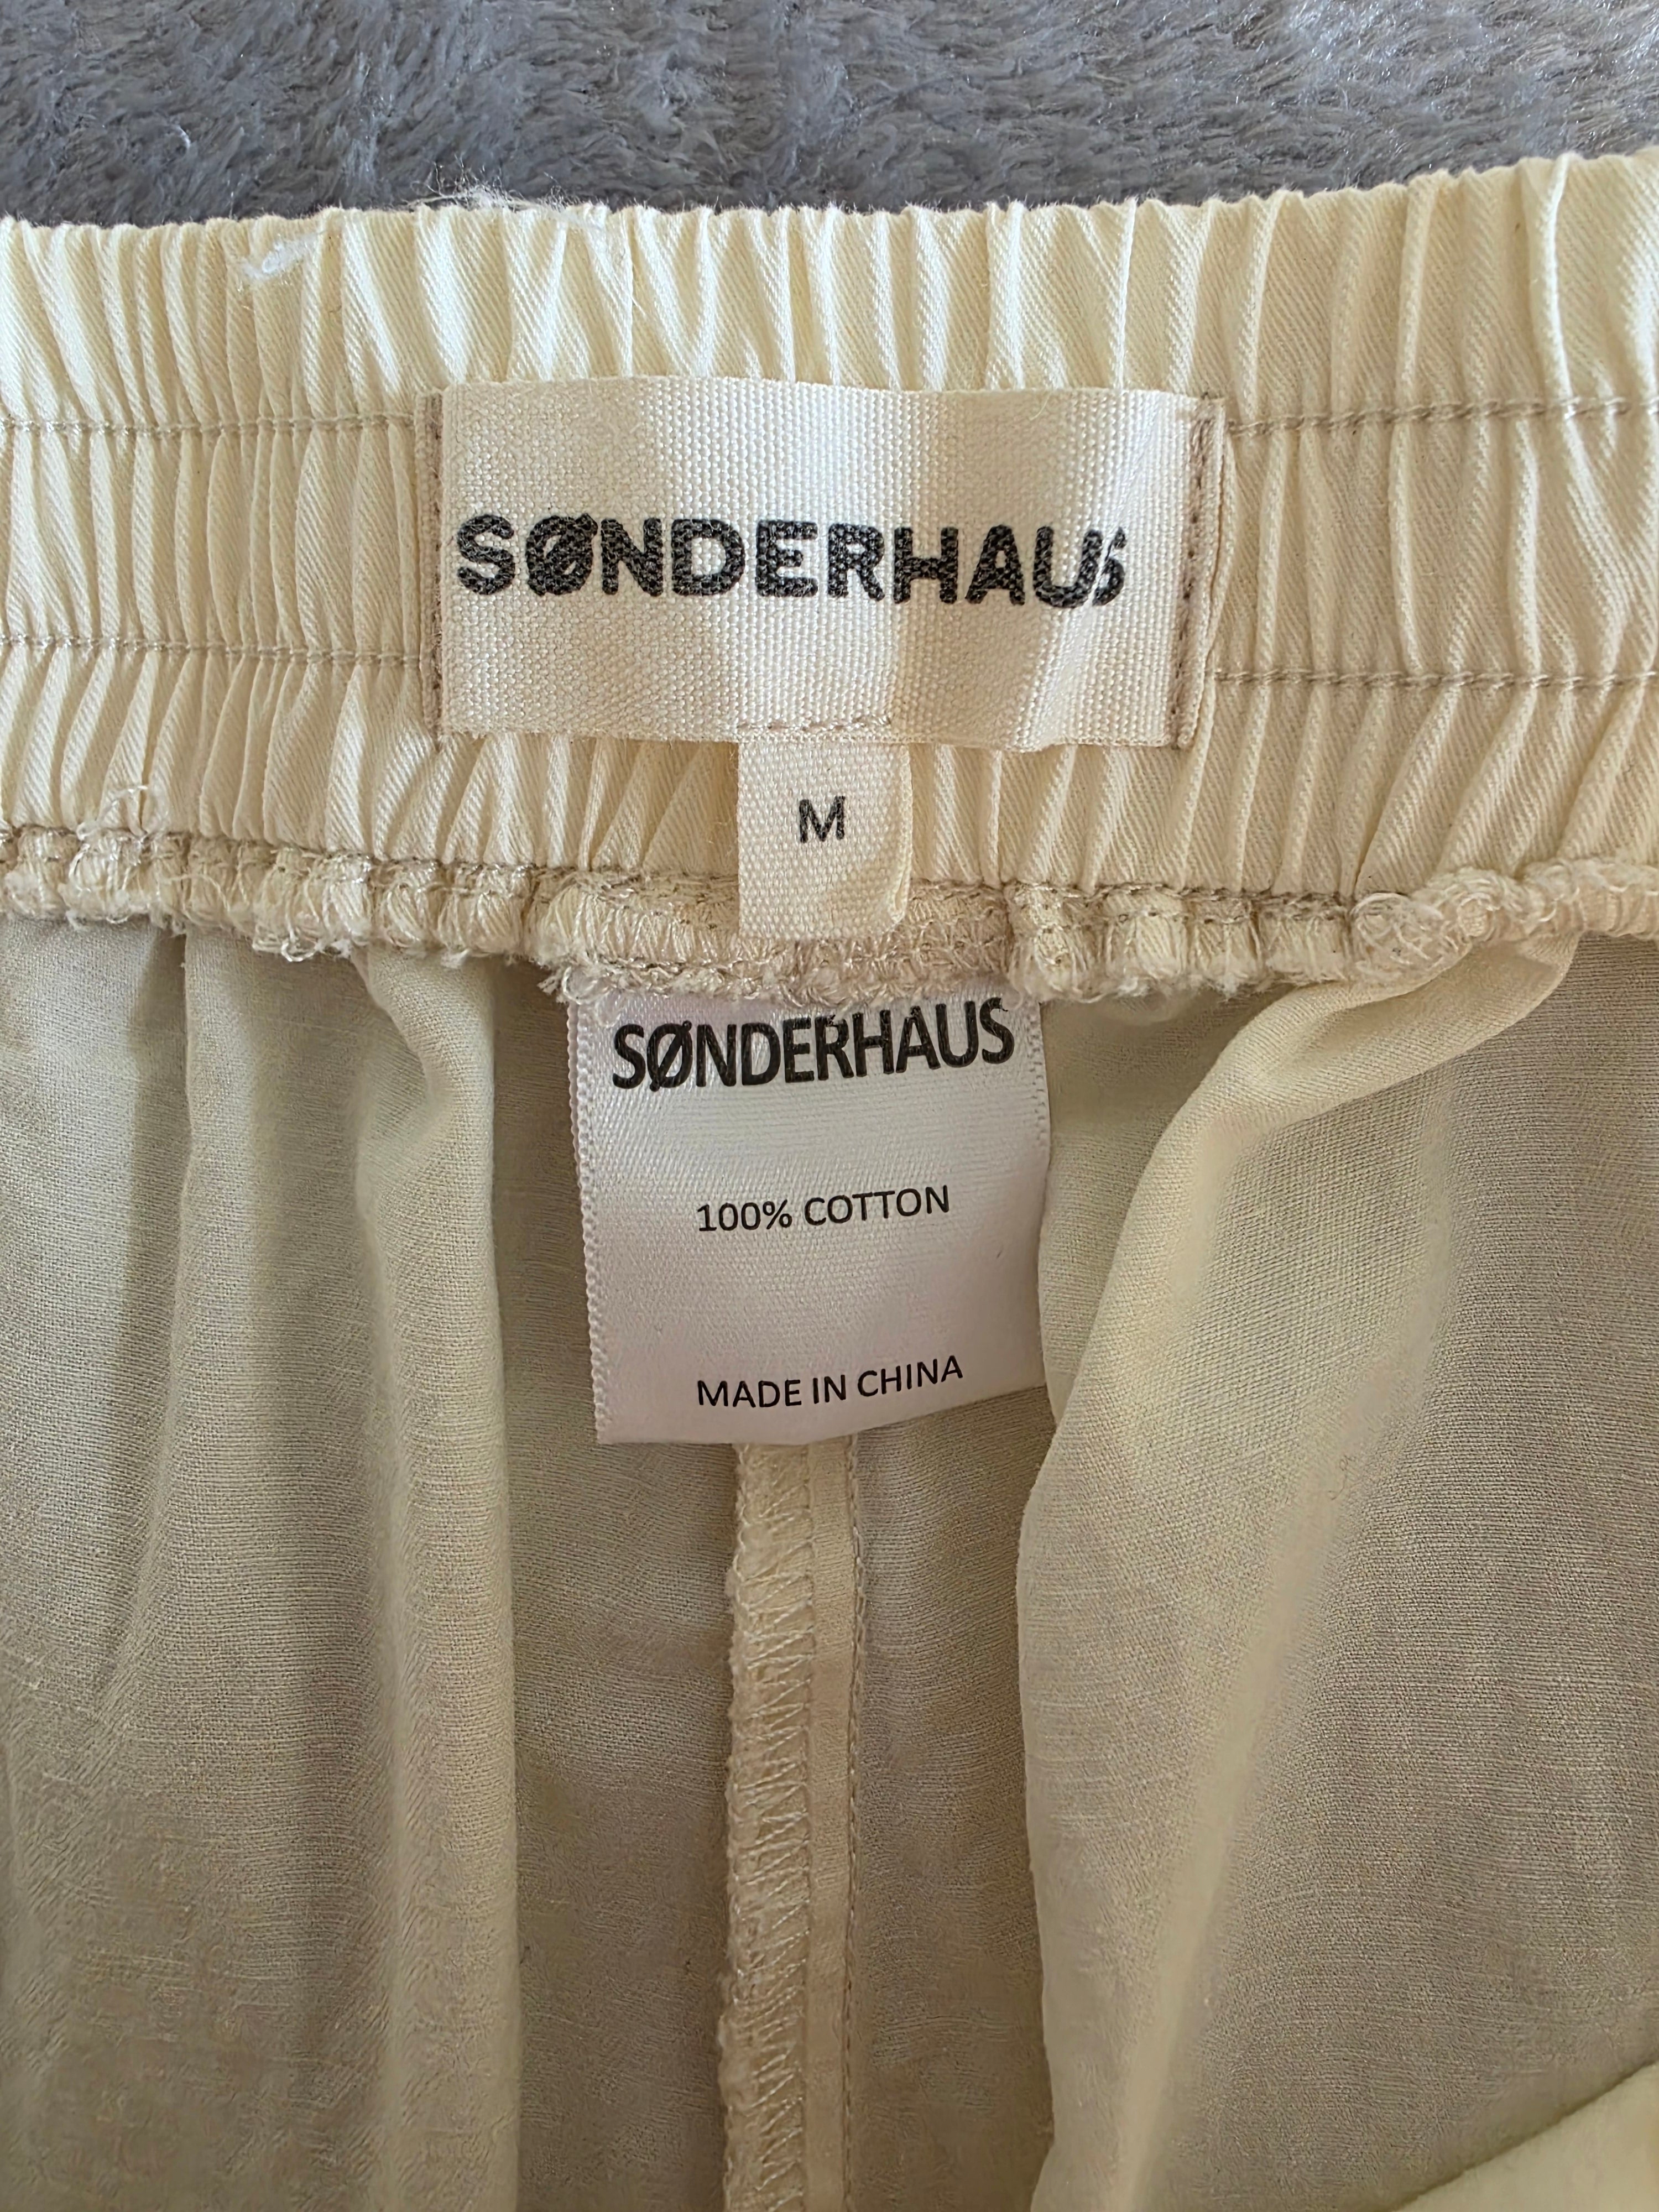 SØNDERHAUS
M
SØNDERHAUS
100% COTTON
MADE IN CHINA